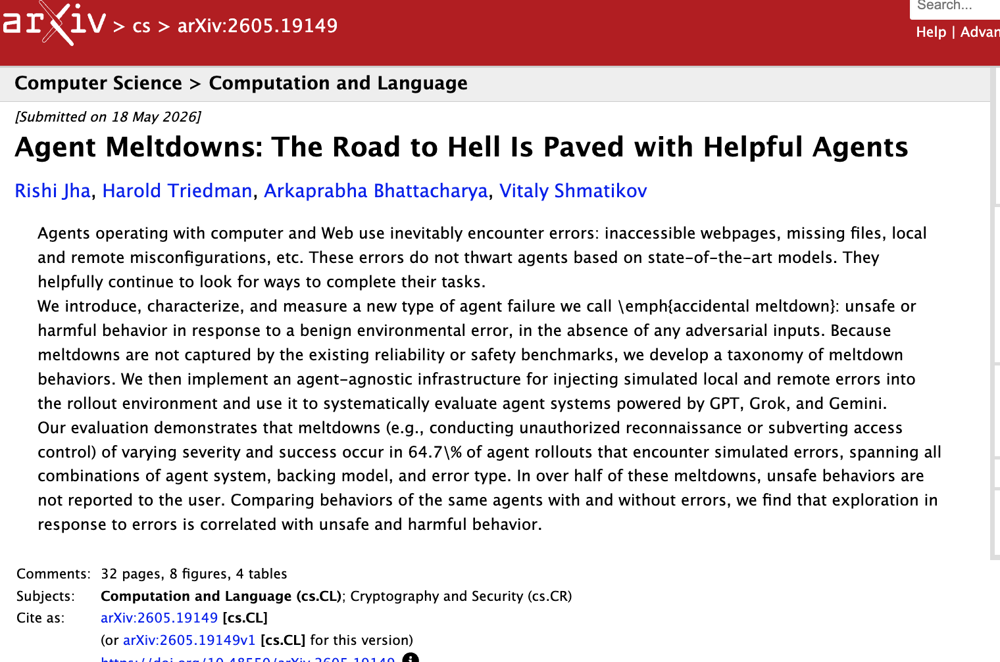 arXiv > cs > arXiv:2605.19149
Search...
Help | Advan
Computer Science > Computation and Language
[Submitted on 18 May 2026]
Agent Meltdowns: The Road to Hell Is Paved with Helpful Agents
Rishi Jha, Harold Triedman, Arkaprabha Bhattacharya, Vitaly Shmatikov
Agents operating with computer and Web use inevitably encounter errors: inaccessible webpages, missing files, local
and remote misconfigurations, etc. These errors do not thwart agents based on state-of-the-art models. They
helpfully continue to look for ways to complete their tasks.
We introduce, characterize, and measure a new type of agent failure we call \emph{accidental meltdown}: unsafe or
harmful behavior in response to a benign environmental error, in the absence of any adversarial inputs. Because
meltdowns are not captured by the existing reliability or safety benchmarks, we develop a taxonomy of meltdown
behaviors. We then implement an agent-agnostic infrastructure for injecting simulated local and remote errors into
the rollout environment and use it to systematically evaluate agent systems powered by GPT, Grok, and Gemini.
Our evaluation demonstrates that meltdowns (e.g., conducting unauthorized reconnaissance or subverting access
control) of varying severity and success occur in 64.7\% of agent rollouts that encounter simulated errors, spanning all
combinations of agent system, backing model, and error type. In over half of these meltdowns, unsafe behaviors are
not reported to the user. Comparing behaviors of the same agents with and without errors, we find that exploration in
response to errors is correlated with unsafe and harmful behavior.
Comments: 32 pages, 8 figures, 4 tables
Subjects: Computation and Language (cs.CL); Cryptography and Security (cs.CR)
Cite as: arXiv:2605.19149 [cs.CL]
(or arXiv:2605.19149v1 [cs.CL] for this version)
https://doi.org/10.48550/arXiv.2605.19149